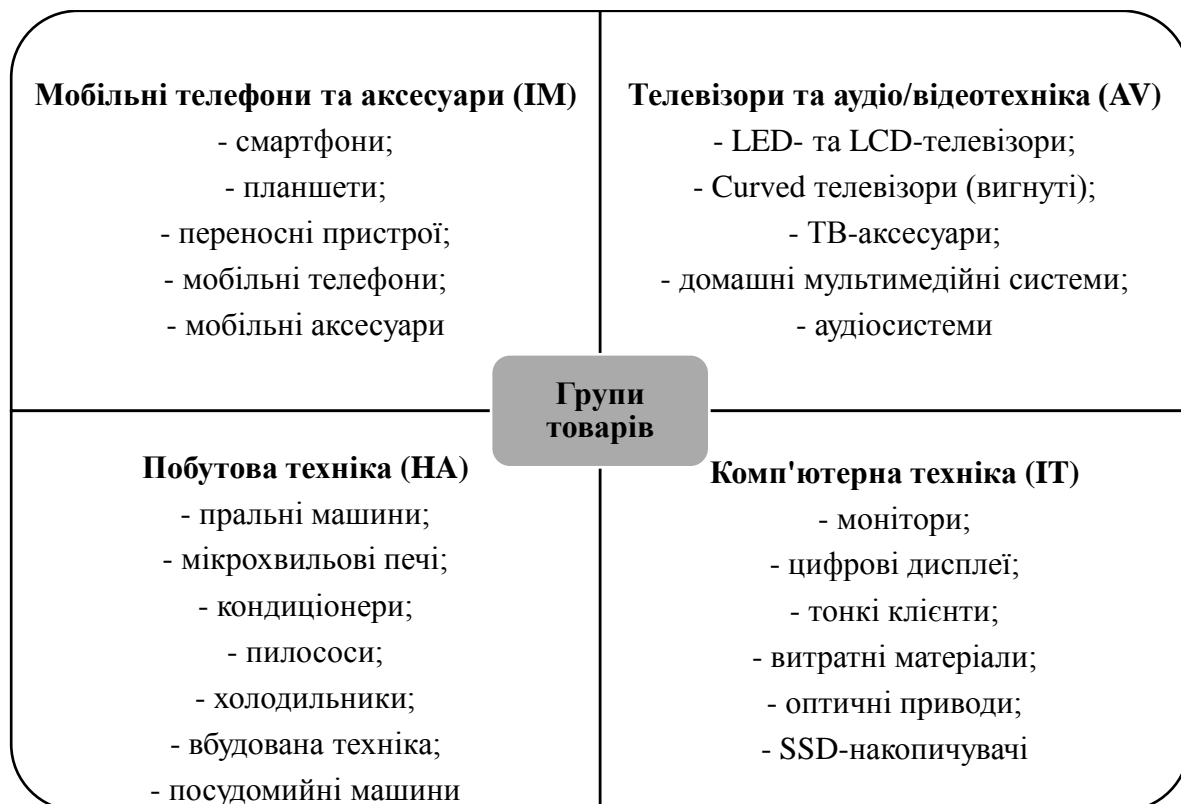 Мобільні телефони та аксесуари (IM)
- смартфони;
- планшети;
- переносні пристрої;
- мобільні телефони;
- мобільні аксесуари
Телевізори та аудіо/відеотехніка (AV)
- LED- та LCD-телевізори;
- Curved телевізори (вигнуті);
- ТВ-аксесуари;
- домашні мультимедійні системи;
- аудіосистеми
Групи
товарів
Побутова техніка (HA)
- пральні машини;
- мікрохвильові печі;
- кондиціонери;
- пилососи;
- холодильники;
- вбудована техніка;
- посудомийні машини
Комп'ютерна техніка (IT)
- монітори;
- цифрові дисплеї;
- тонкі клієнти;
- витратні матеріали;
- оптичні приводи;
- SSD-накопичувачі